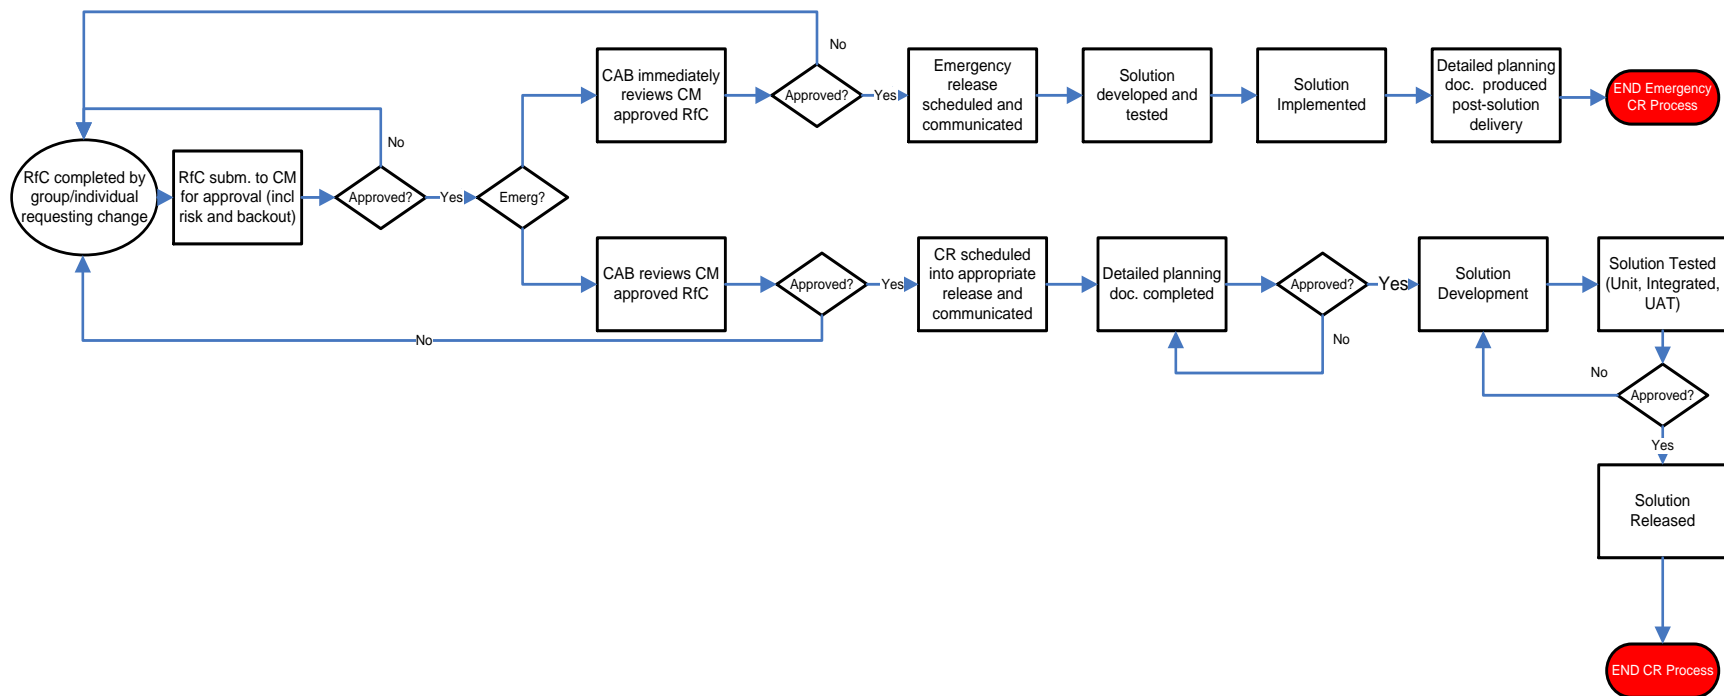 No
CAB immediately
reviews CM
approved RfC
Approved?
Yes
Emergency
release
scheduled and
communicated
Solution
developed and
tested
Solution
Implemented
Detailed planning
doc. produced
post-solution
delivery
END Emergency
CR Process
No
RfC completed by
group/individual
requesting change
RfC subm. to CM
for approval (incl
risk and backout)
Approved?
Yes
Emerg?
CAB reviews CM
approved RfC
Approved?
Yes
No
CR scheduled
into appropriate
release and
communicated
Detailed planning
doc. completed
Approved?
Yes
No
Solution
Development
Solution Tested
(Unit, Integrated,
UAT)
No
Approved?
Yes
Solution
Released
END CR Process